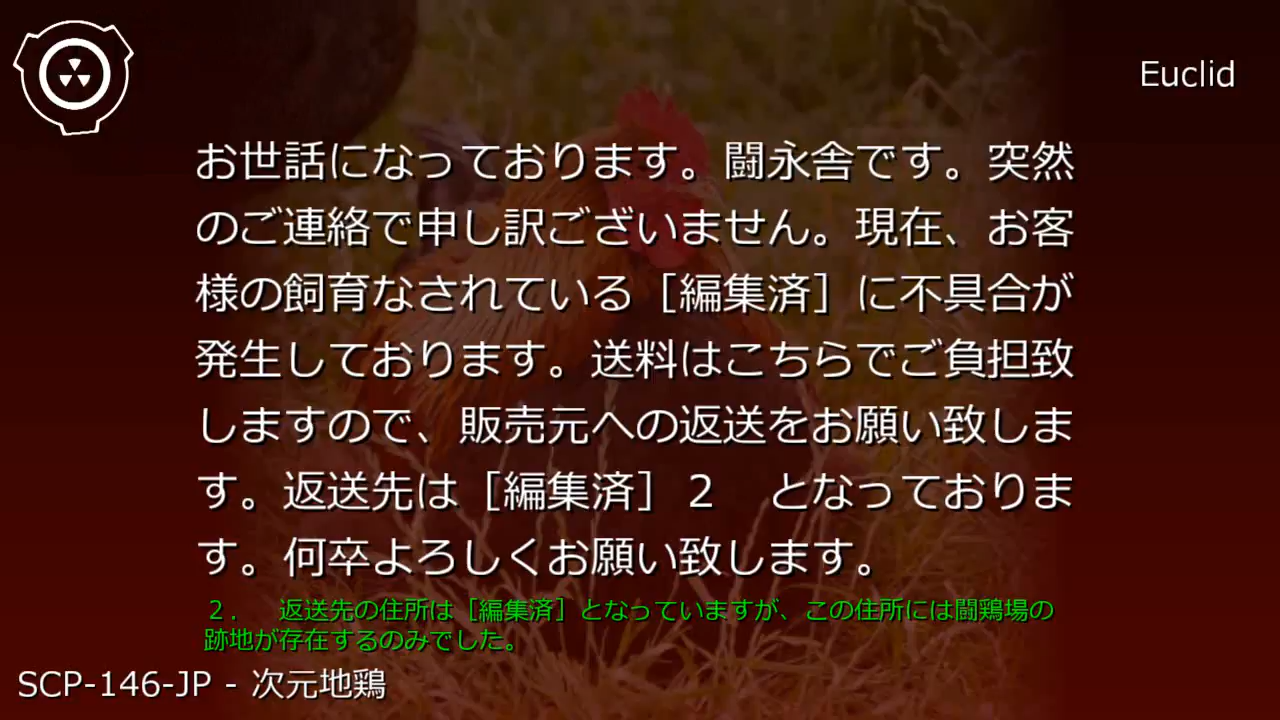 Euclid
お世話になっております。闘永舎です。突然
のご連絡で申し訳ございません。現在、お客
様の飼育なされている［編集済］に不具合が
発生しております。送料はこちらでご負担致
しますので、販売元への返送をお願い致しま
す。返送先は［編集済］２　となっておりま
す。何卒よろしくお願い致します。
２．　返送先の住所は［編集済］となっていますが、この住所には闘鶏場の
跡地が存在するのみでした。
SCP-146-JP - 次元地鶏